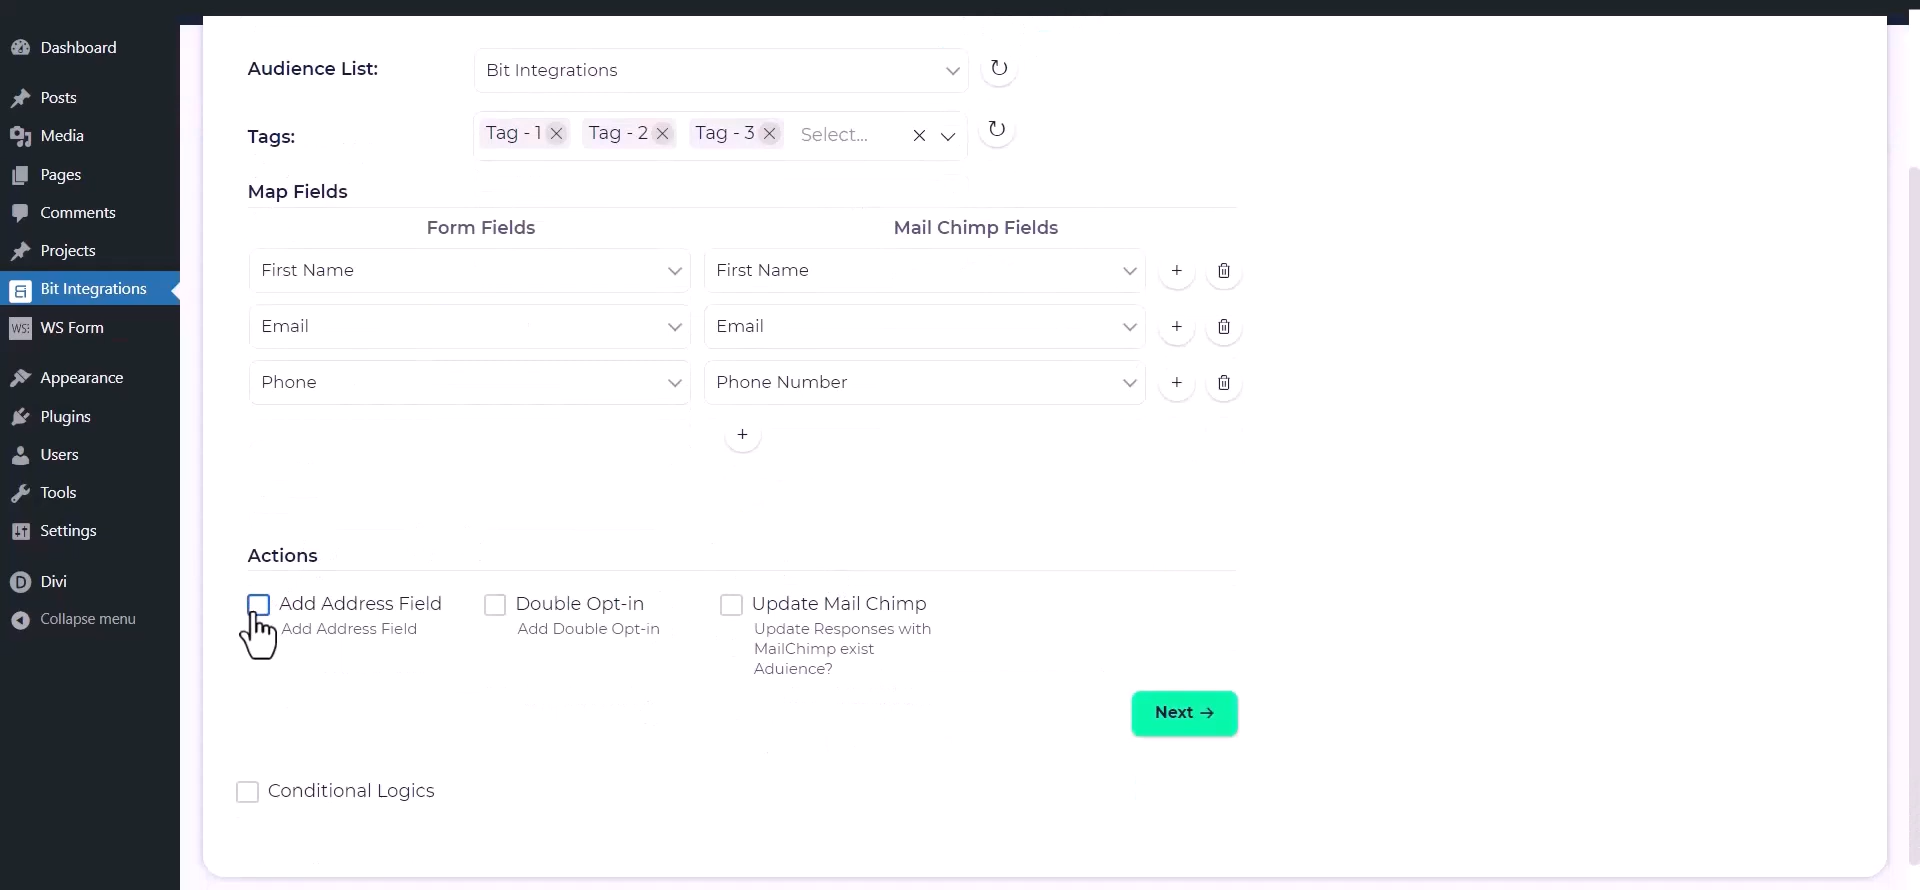 Dashboard
Posts
Media
Pages
Comments
Projects
Bit Integrations
WS Form
Appearance
Plugins
Users
Tools
Settings
Divi
Collapse menu
Audience List:
Bit Integrations
Tags:
Tag - 1 Tag - 2 Tag - 3 Select...
Map Fields
Form Fields Mail Chimp Fields
First Name First Name
Email Email
Phone Phone Number
Actions
Add Address Field
Add Address Field
Double Opt-in
Add Double Opt-in
Update Mail Chimp
Update Responses with
MailChimp exist
Aduience?
Next →
Conditional Logics